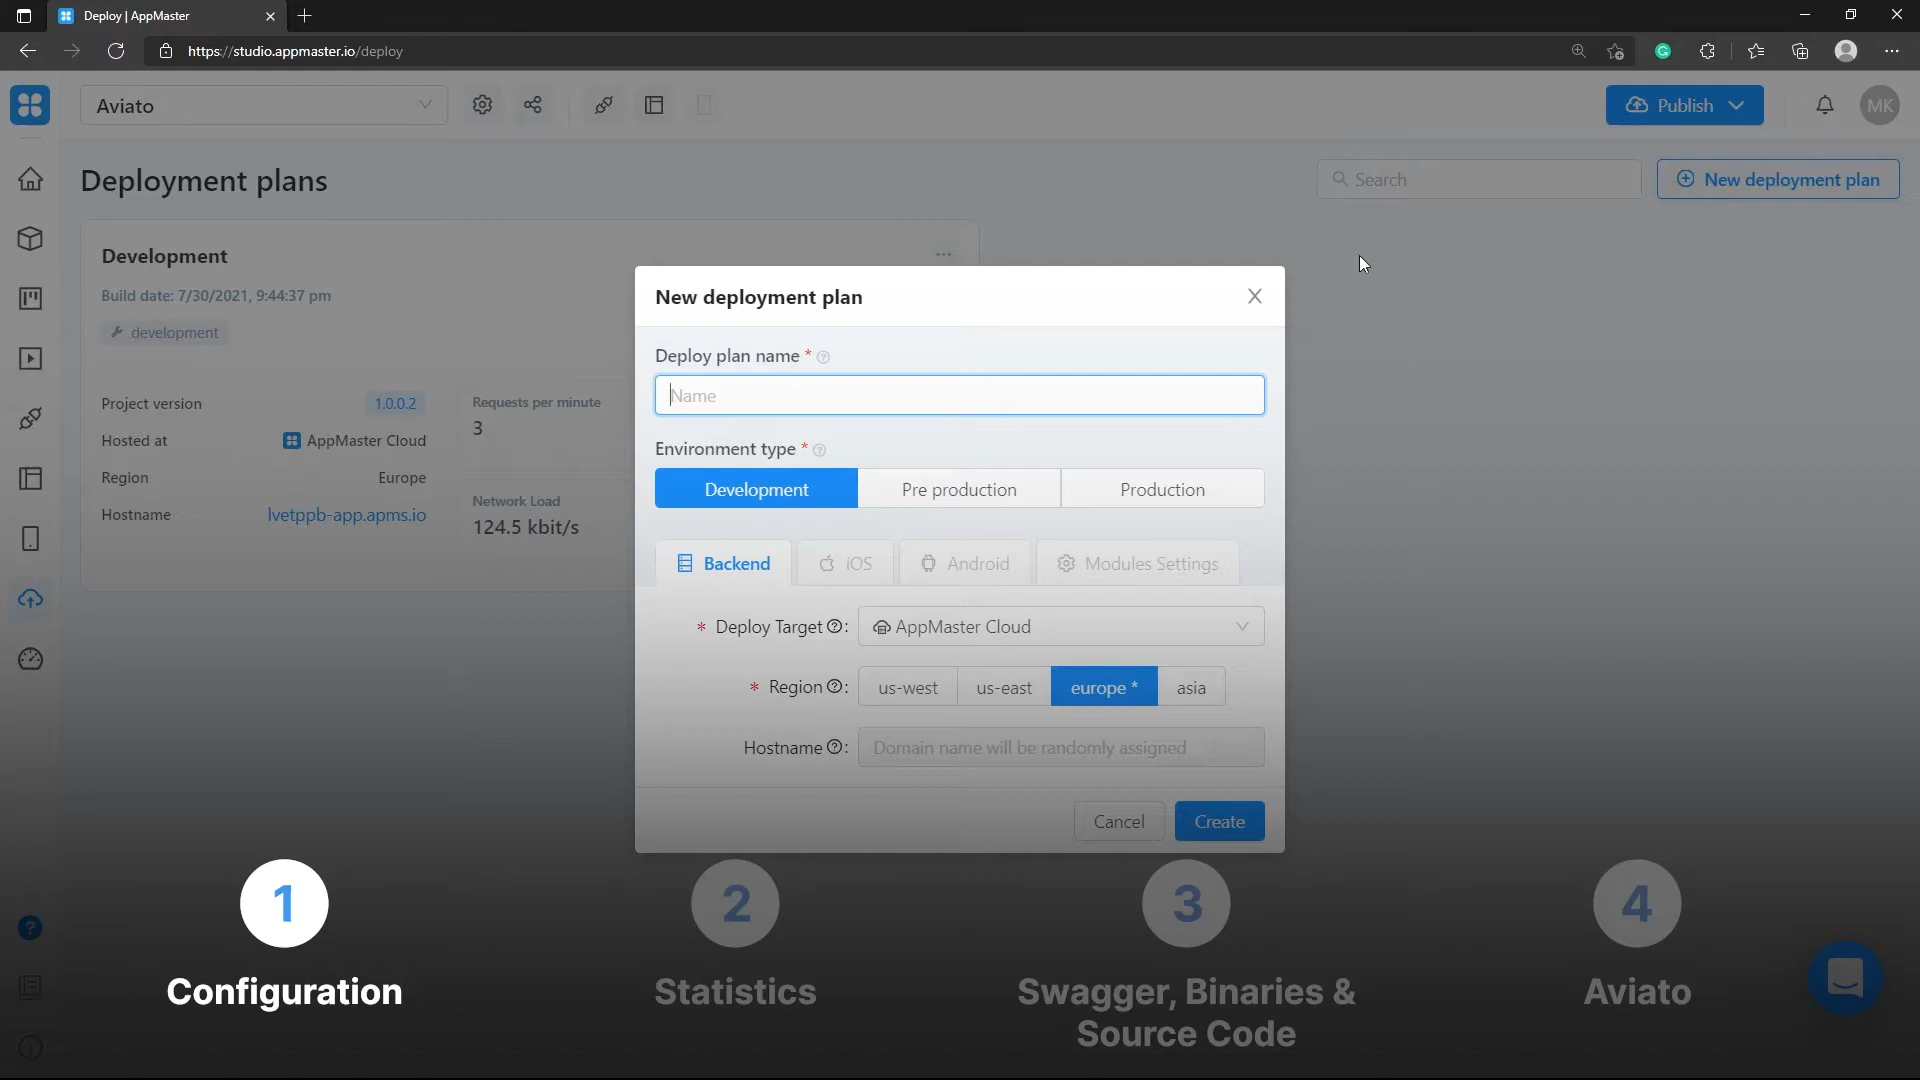 Deploy | AppMaster
https://studio.appmaster.io/deploy
Aviato
Publish
MK
Deployment plans
Search
New deployment plan
Development
Build date: 7/30/2021, 9:44:37 pm
development
Project version 1.0.0.2
Hosted at AppMaster Cloud
Region Europe
Hostname lvetppb-app.apms.io
Requests per minute
3
Network Load
124.5 kbit/s
New deployment plan
Deploy plan name *
Name
Environment type *
Development Pre production Production
Backend iOS Android Modules Settings
* Deploy Target : AppMaster Cloud
* Region : us-west us-east europe * asia
Hostname : Domain name will be randomly assigned
Cancel Create
1 2 3 4
Configuration
Statistics
Swagger, Binaries &
Source Code
Aviato